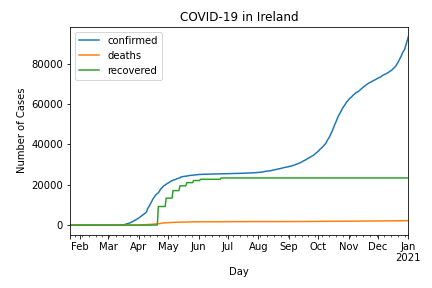 COVID-19 in Ireland
confirmed
deaths
recovered
Number of Cases
80000
60000
40000
20000
0
Feb Mar Apr May Jun Jul Aug Sep Oct Nov Dec Jan
2021
Day